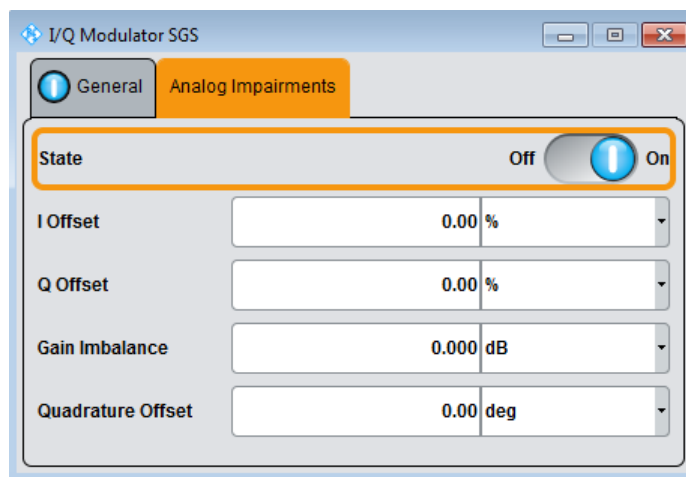 I/Q Modulator SGS
General Analog Impairments
State Off On
I Offset 0.00 %
Q Offset 0.00 %
Gain Imbalance 0.000 dB
Quadrature Offset 0.00 deg